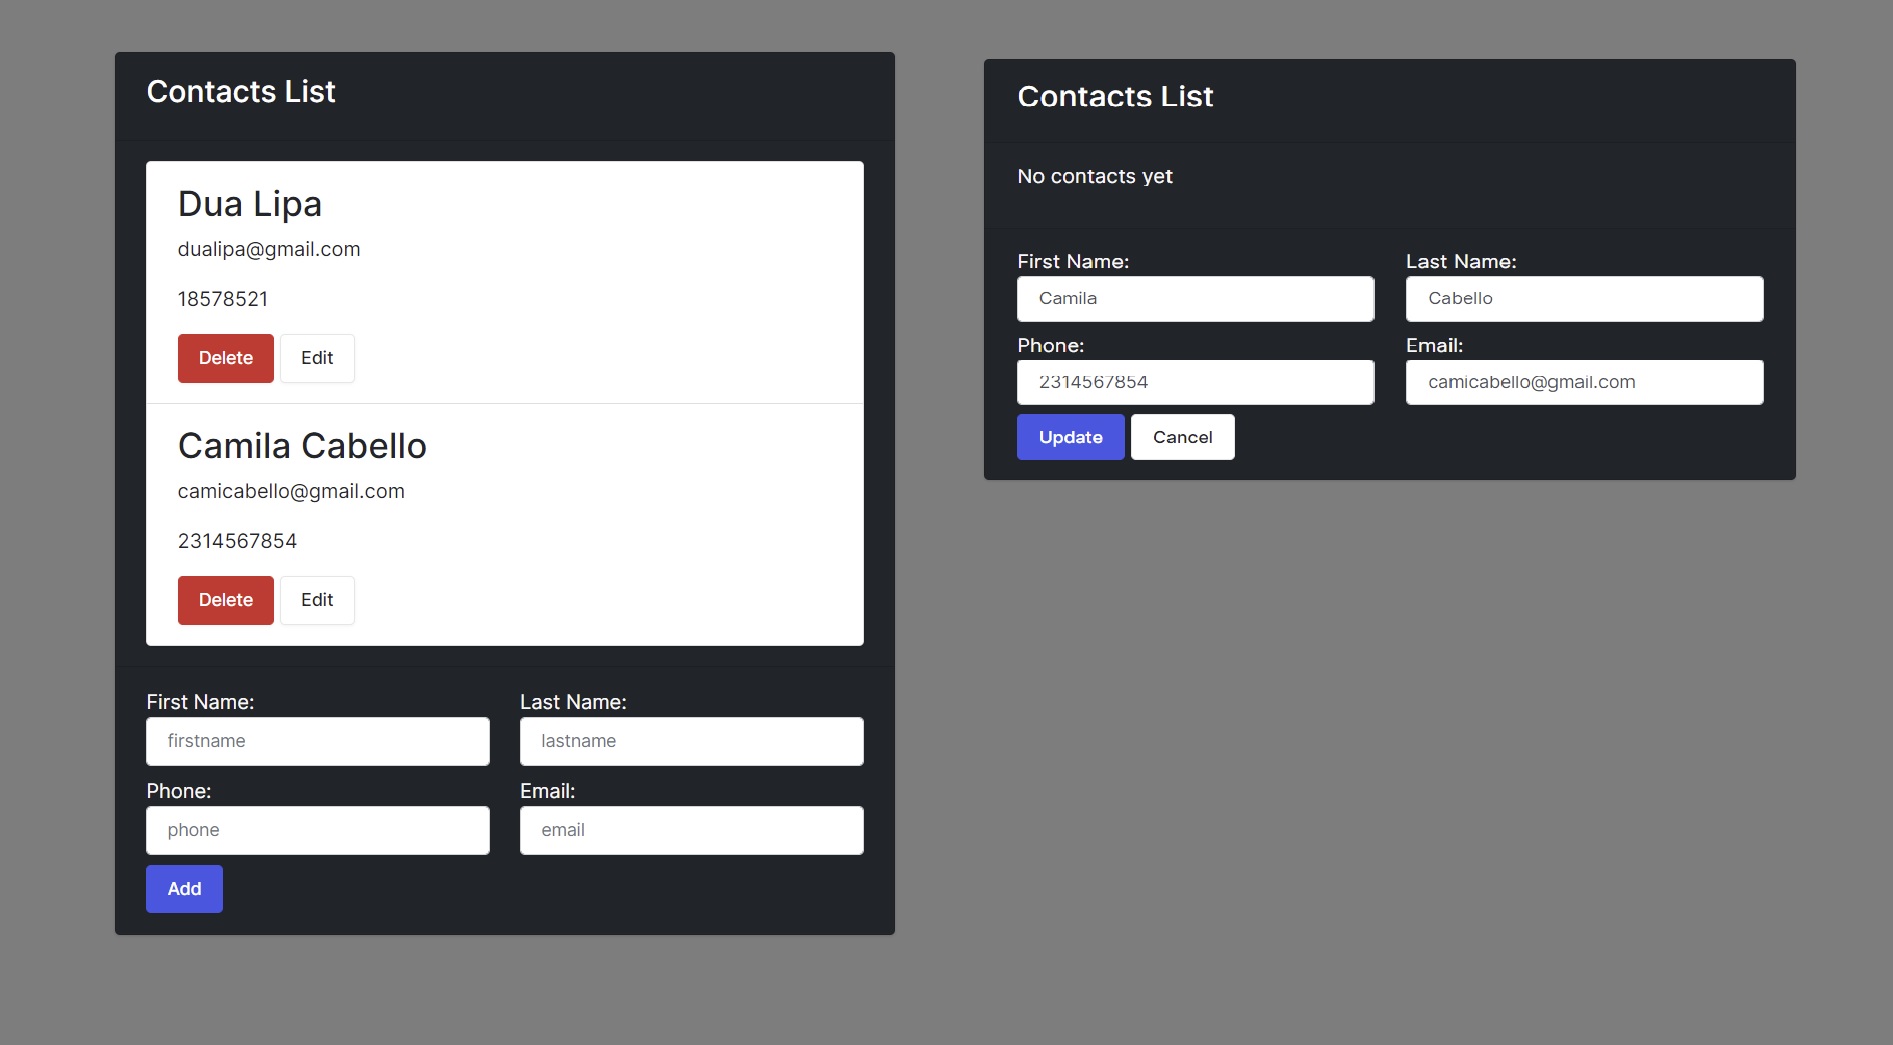 Contacts List
Dua Lipa
dualipa@gmail.com
18578521
Delete Edit
Camila Cabello
camicabello@gmail.com
2314567854
Delete Edit
First Name: Last Name:
firstname lastname
Phone: Email:
phone email
Add
Contacts List
No contacts yet
First Name: Last Name:
Camila Cabello
Phone: Email:
2314567854 camicabello@gmail.com
Update Cancel